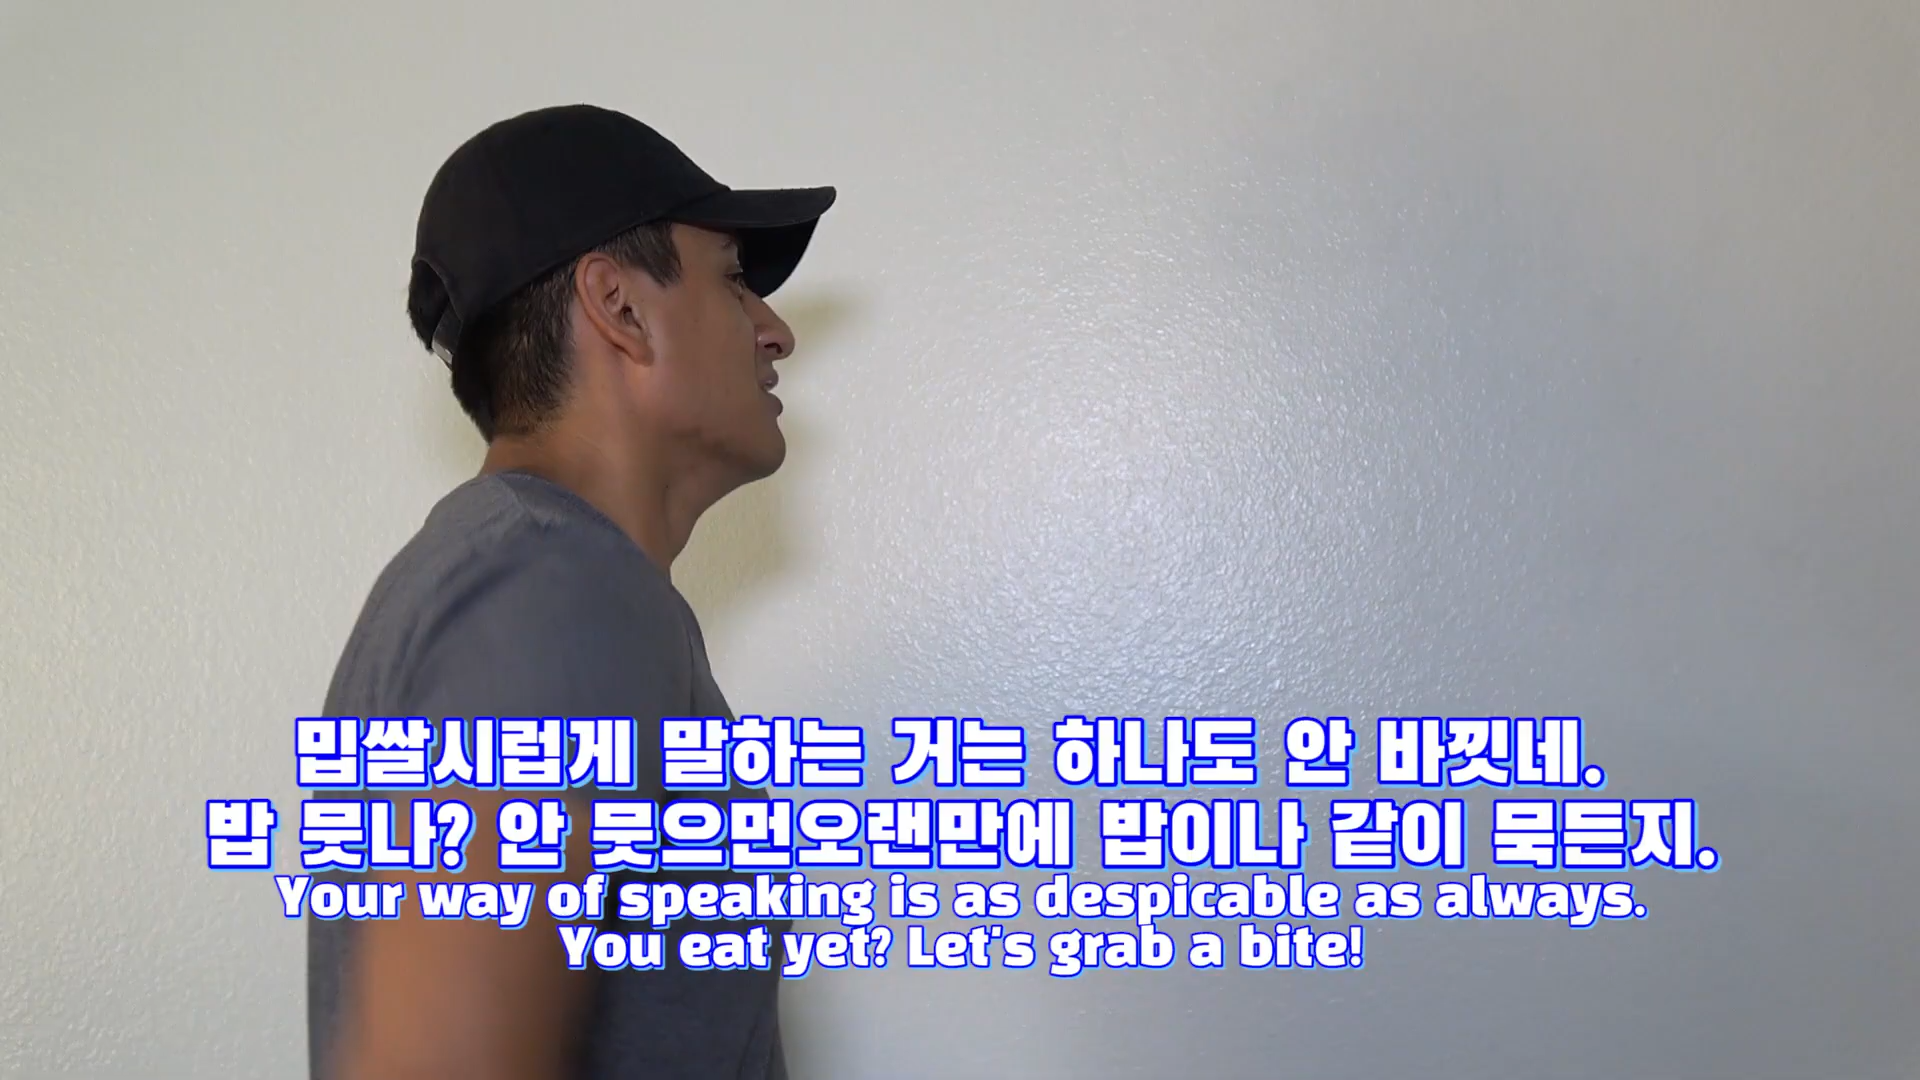 밉쌀시럽게 말하는 거는 하나도 안 바낏네.
밥 뭇나? 안 뭇으먼오랜만에 밥이나 같이 묵든지.
Your way of speaking is as despicable as always.
You eat yet? Let's grab a bite!